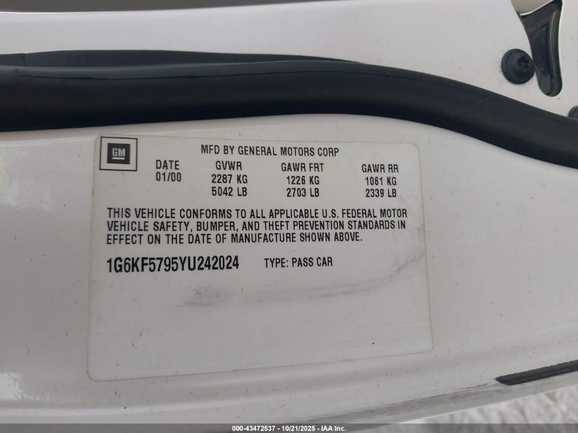 GM
MFD BY GENERAL MOTORS CORP
DATE GVWR GAWR FRT GAWR RR
01/00 2287 KG 1226 KG 1061 KG
5042 LB 2703 LB 2339 LB
THIS VEHICLE CONFORMS TO ALL APPLICABLE U.S. FEDERAL MOTOR
VEHICLE SAFETY, BUMPER, AND THEFT PREVENTION STANDARDS IN
EFFECT ON THE DATE OF MANUFACTURE SHOWN ABOVE.
1G6KF5795YU242024 TYPE: PASS CAR
000-43472537 - 10/21/2025 - IAA Inc.